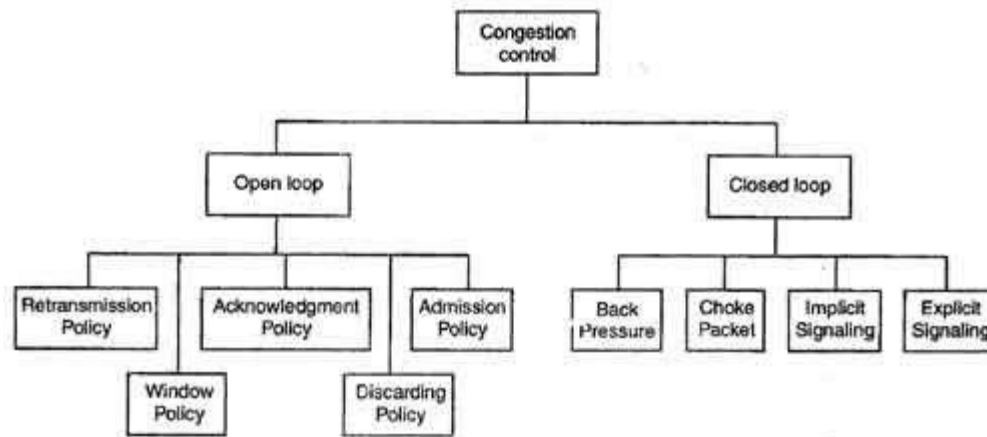 Congestion
control
Open loop
Closed loop
Retransmission
Policy
Acknowledgment
Policy
Admission
Policy
Back
Pressure
Choke
Packet
Implicit
Signaling
Explicit
Signaling
Window
Policy
Discarding
Policy